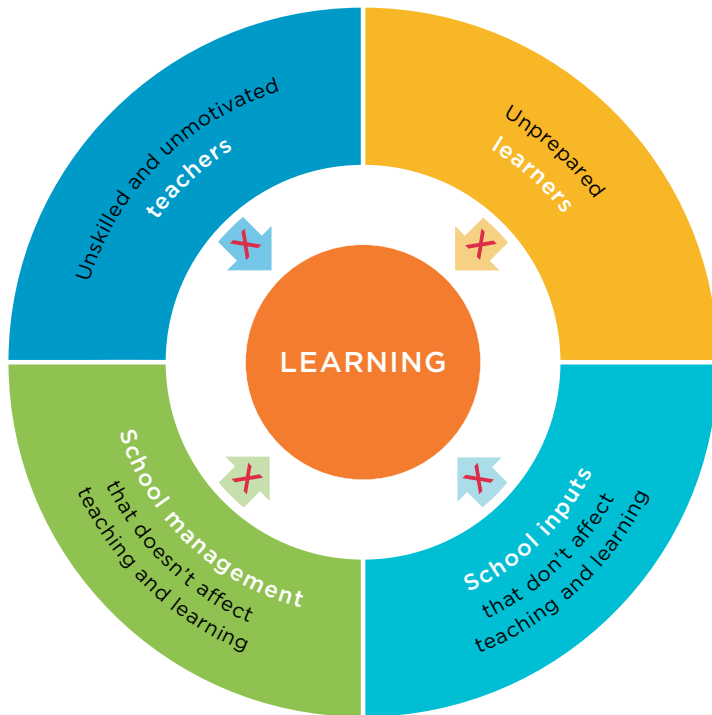 Unskilled and unmotivated
teachers
Unprepared
learners
LEARNING
School management
that doesn't affect
teaching and learning
School inputs
that don't affect
teaching and learning